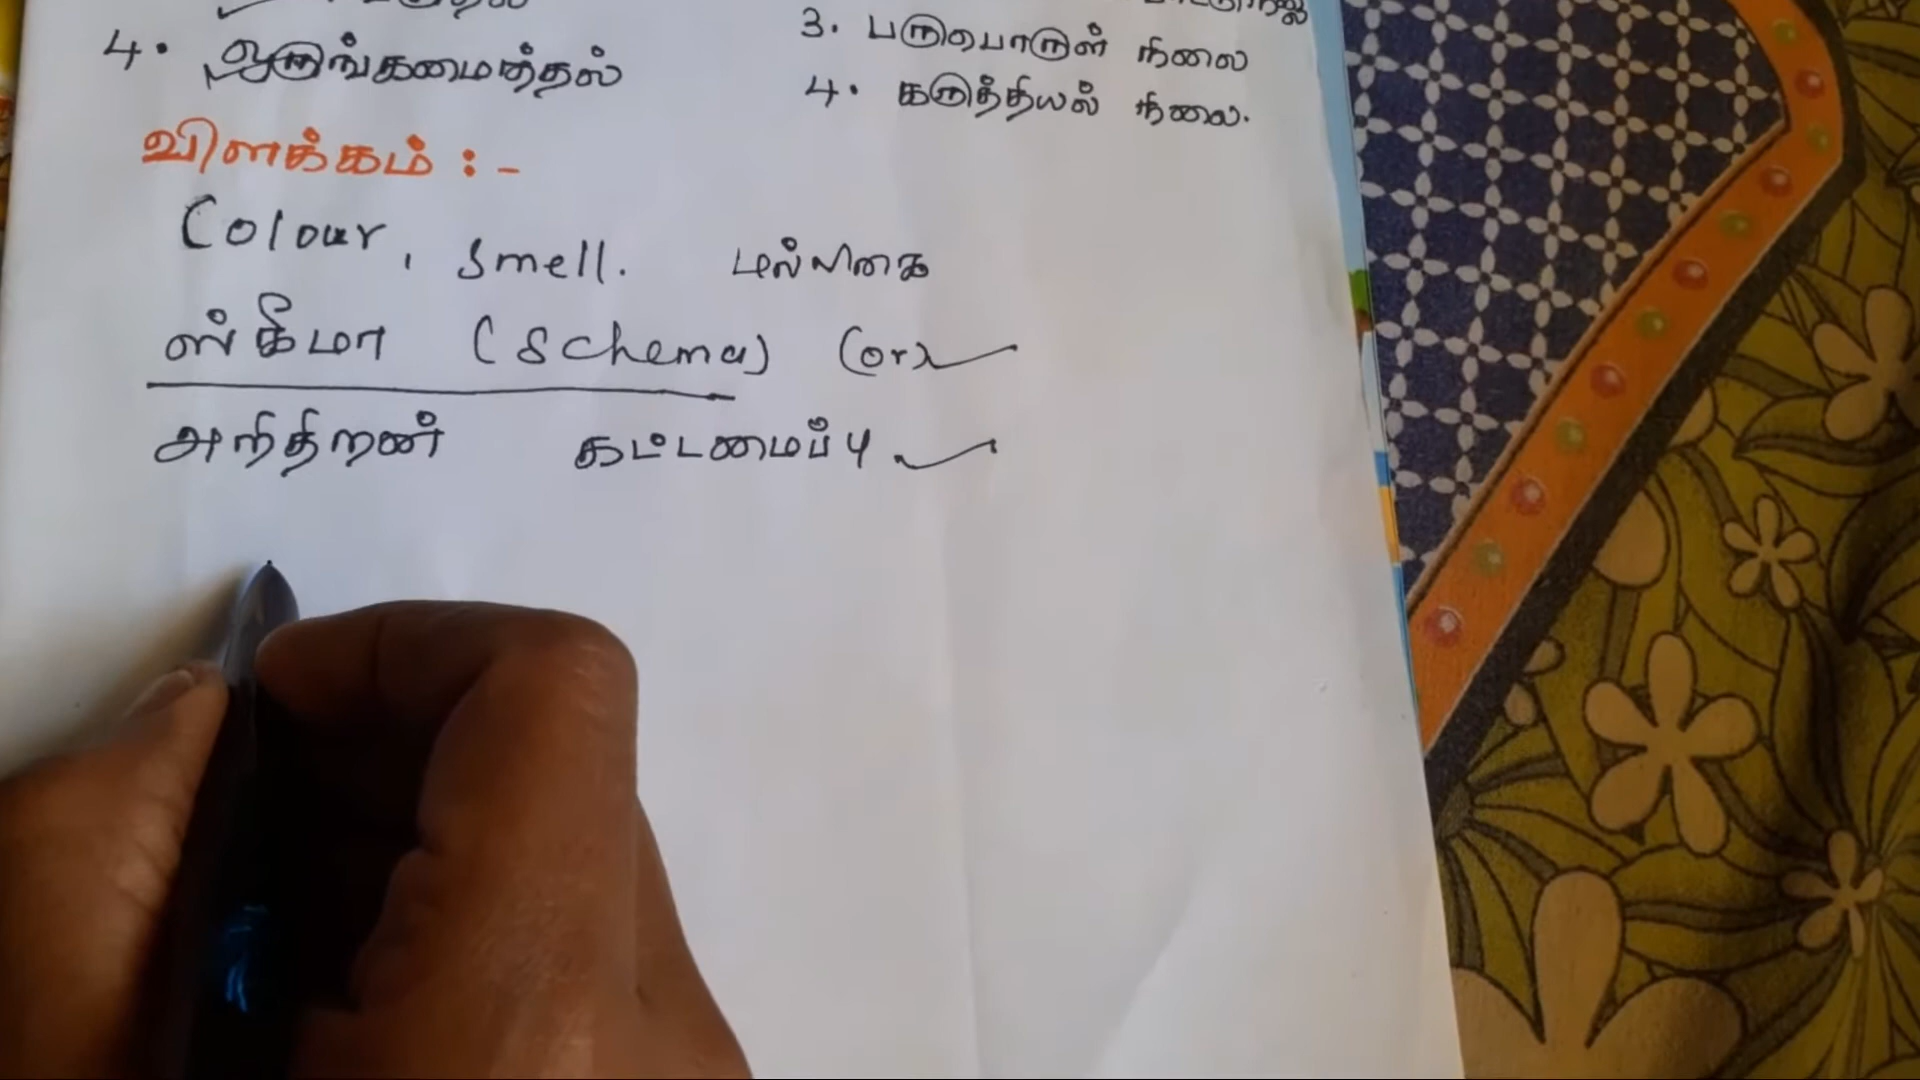 4. ஒருங்கமைத்தல்
3. பருபொருள் நிலை
4. கருத்தியல் நிலை.
விளக்கம் : -
Colour, Smell. மல்லிகை
ஸ்கீமா (Schema) (or)
அறிதிறன் கட்டமைப்பு.